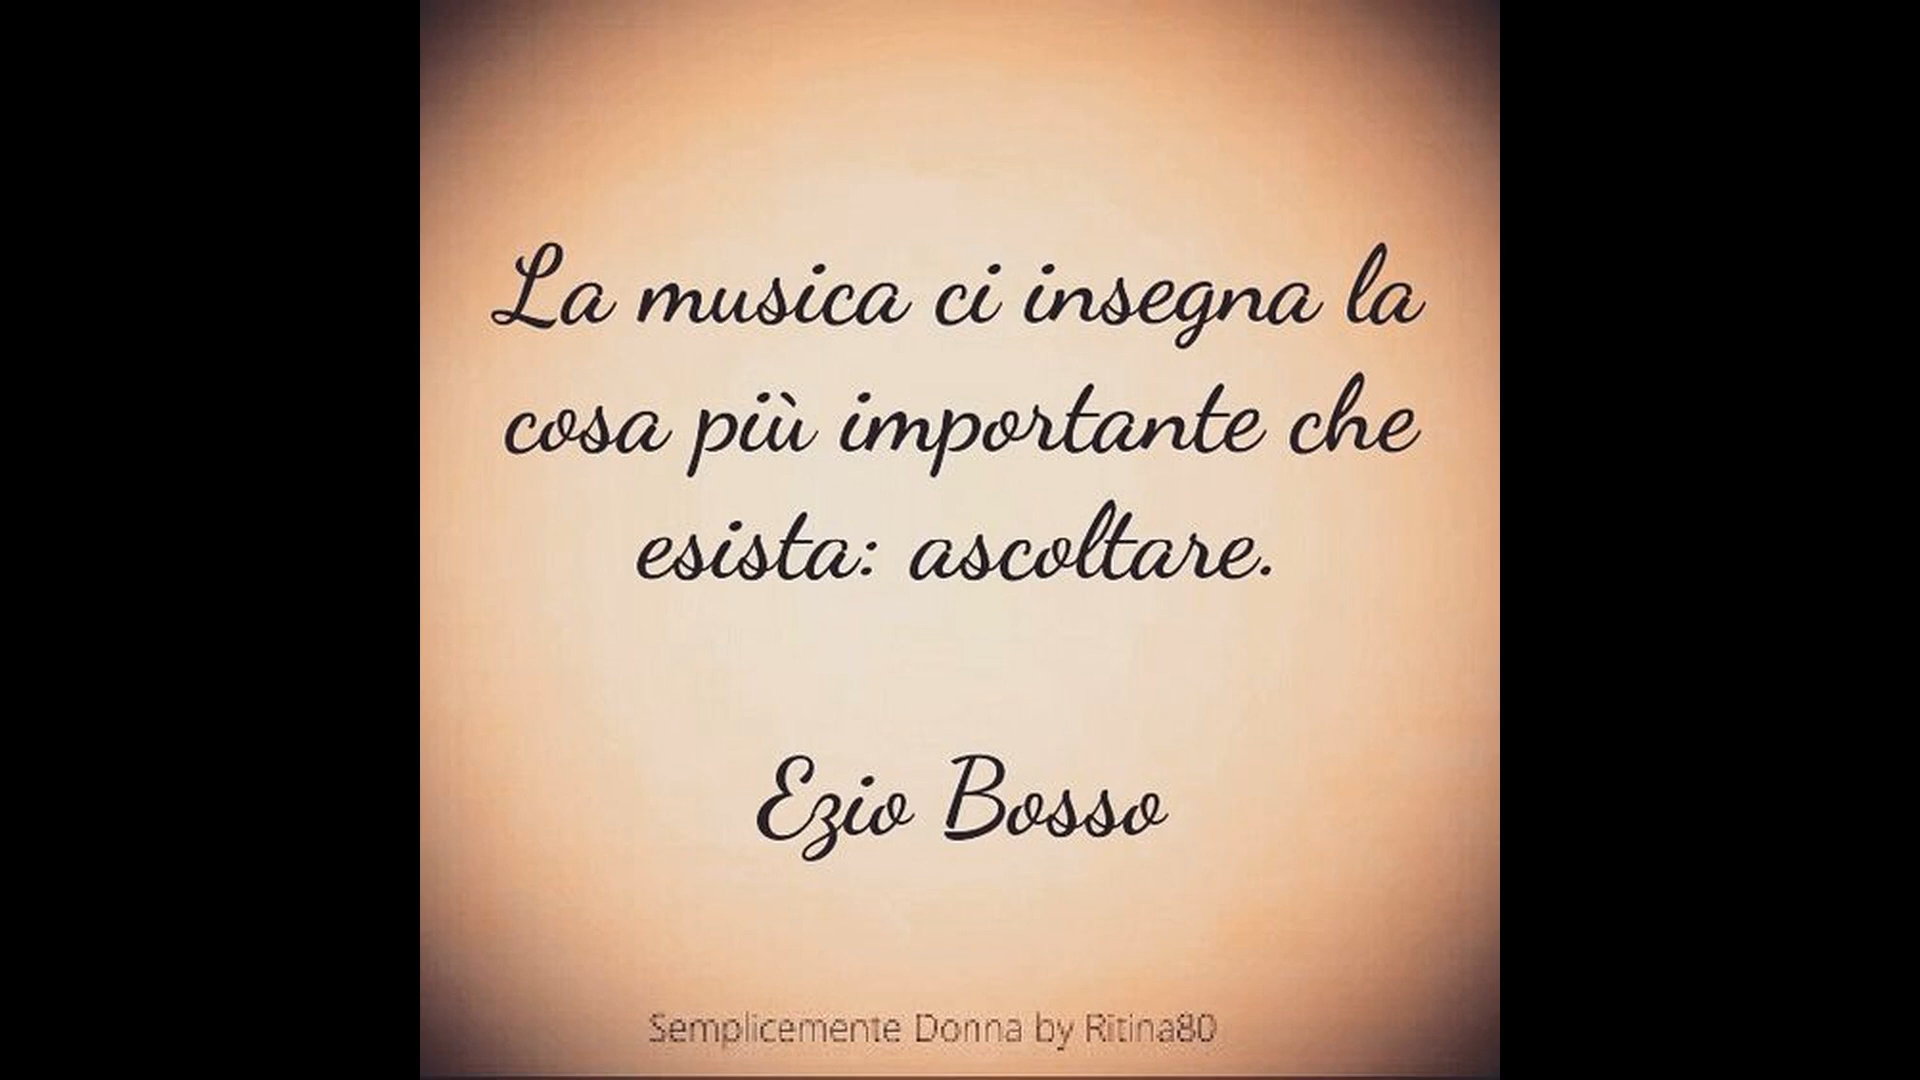 La musica ci insegna la
cosa più importante che
esista: ascoltare.
Ezio Bosso
Semplicemente Donna by Ritina80